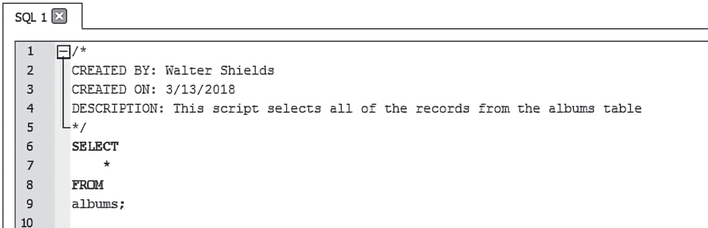 SQL 1
1 /*
2 CREATED BY: Walter Shields
3 CREATED ON: 3/13/2018
4 DESCRIPTION: This script selects all of the records from the albums table
5 */
6 SELECT
7 *
8 FROM
9 albums;
10